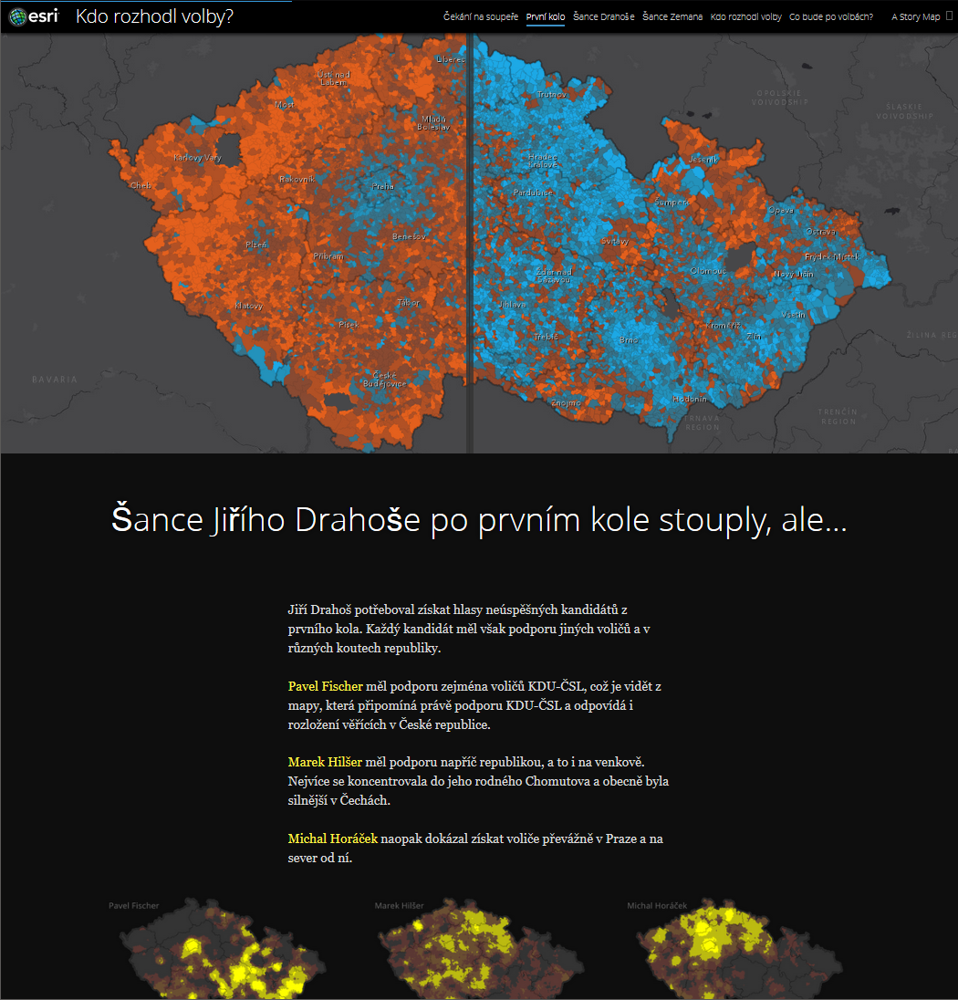 esri
Kdo rozhodl volby?
Čekání na soupeře
První kolo
Šance Drahoše
Šance Zemana
Kdo rozhodl volby
Co bude po volbách?
A Story Map
Liberec
Ústí nad
Labem
Most
Mladá
Boleslav
Karlovy Vary
Cheb
Rakovník
Praha
Benešov
Plzeň
Příbram
Klatovy
Tábor
Písek
České
Budějovice
BAVARIA
Trutnov
OPOLSKIE
VOIVODSHIP
ŚLĄSKIE
VOIVODSHIP
Hradec
Králové
Jeseník
Pardubice
Šumperk
Opava
Ostrava
Svitavy
Frýdek-Místek
Olomouc
Nový Jičín
Žďár nad
Sázavou
Jihlava
Vsetín
Kroměříž
Třebíč
Brno
Zlín
ŽILINA REG
Hodonín
Znojmo
TRNAVA
REGION
TRENČÍN
REGION
Šance Jiřího Drahoše po prvním kole stouply, ale...
Jiří Drahoš potřeboval získat hlasy neúspěšných kandidátů z
prvního kola. Každý kandidát měl však podporu jiných voličů a v
různých koutech republiky.
Pavel Fischer měl podporu zejména voličů KDU-ČSL, což je vidět z
mapy, která připomíná právě podporu KDU-ČSL a odpovídá i
rozložení věřících v České republice.
Marek Hilšer měl podporu napříč republikou, a to i na venkově.
Nejvíce se koncentrovala do jeho rodného Chomutova a obecně byla
silnější v Čechách.
Michal Horáček naopak dokázal získat voliče převážně v Praze a na
sever od ní.
Pavel Fischer
Marek Hilšer
Michal Horáček